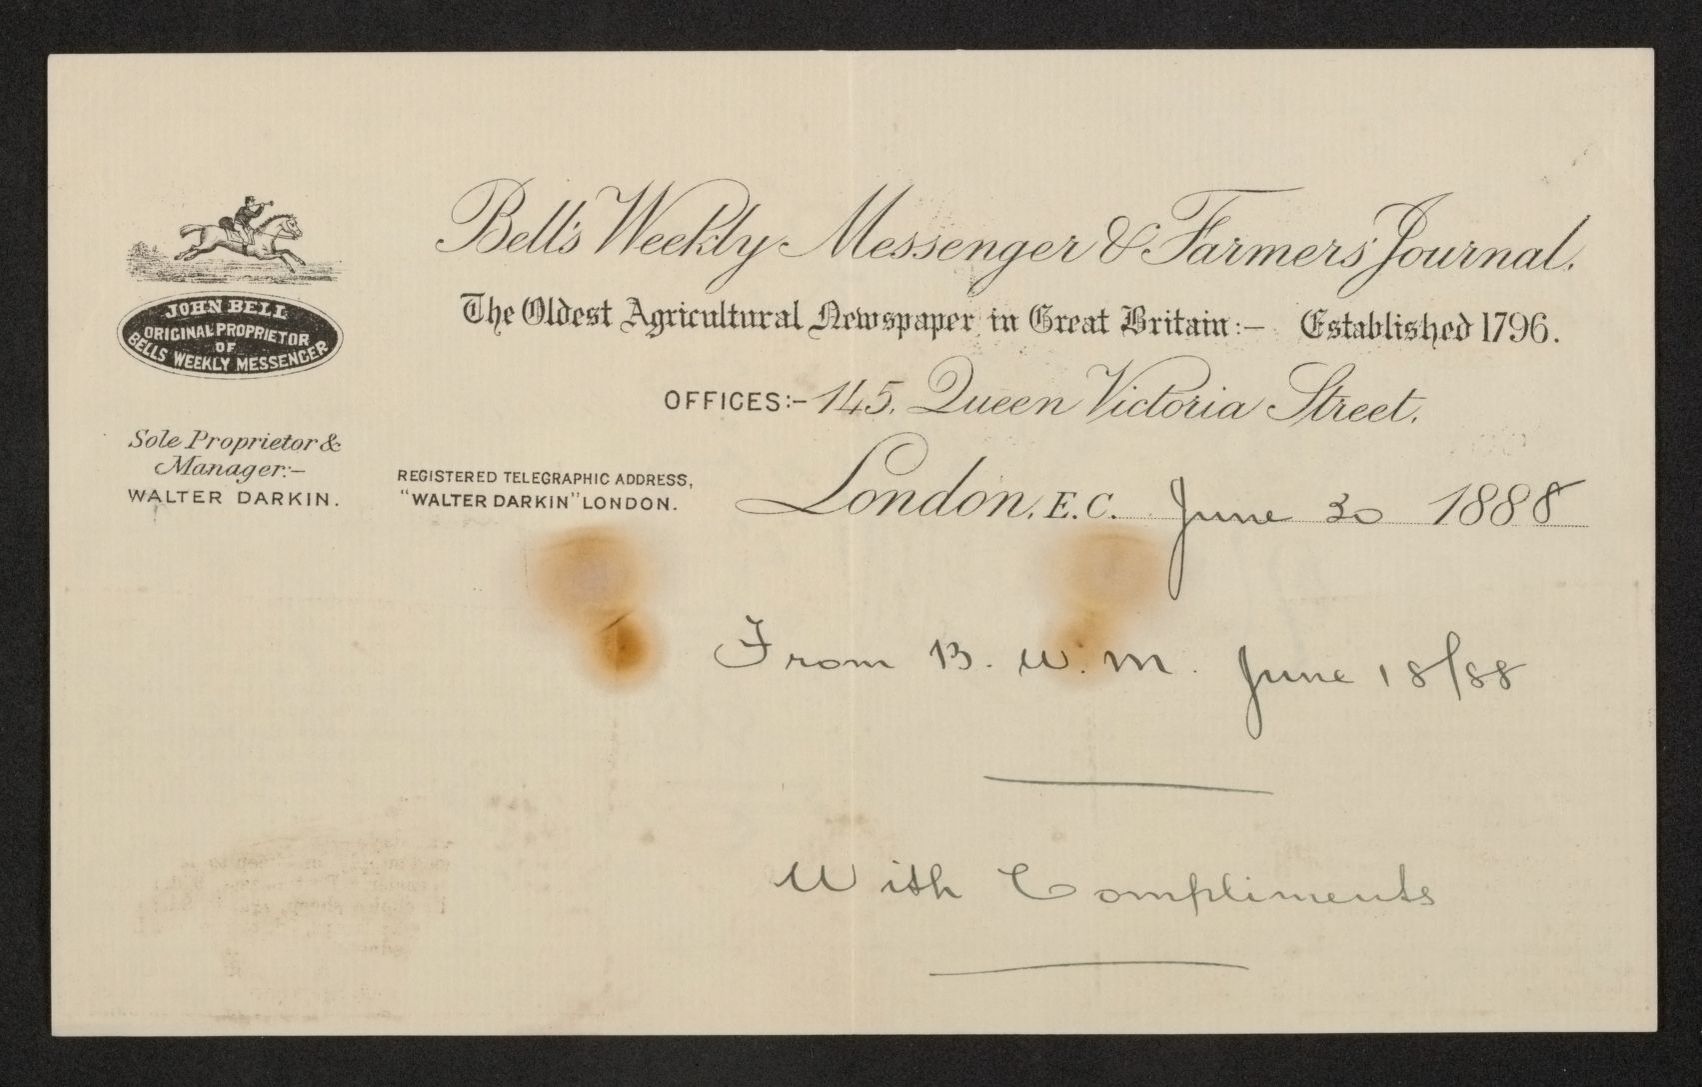 Bell's Weekly Messenger & Farmers' Journal.
The Oldest Agricultural Newspaper in Great Britain:- Established 1796.
OFFICES:- 145, Queen Victoria Street.
JOHN BELL
ORIGINAL PROPRIETOR
OF
BELLS WEEKLY MESSENGER
Sole Proprietor &
Manager:-
WALTER DARKIN.
REGISTERED TELEGRAPHIC ADDRESS,
"WALTER DARKIN" LONDON.
London, E.C. June 30 1888
From B. W. M. June 18/88
With Compliments